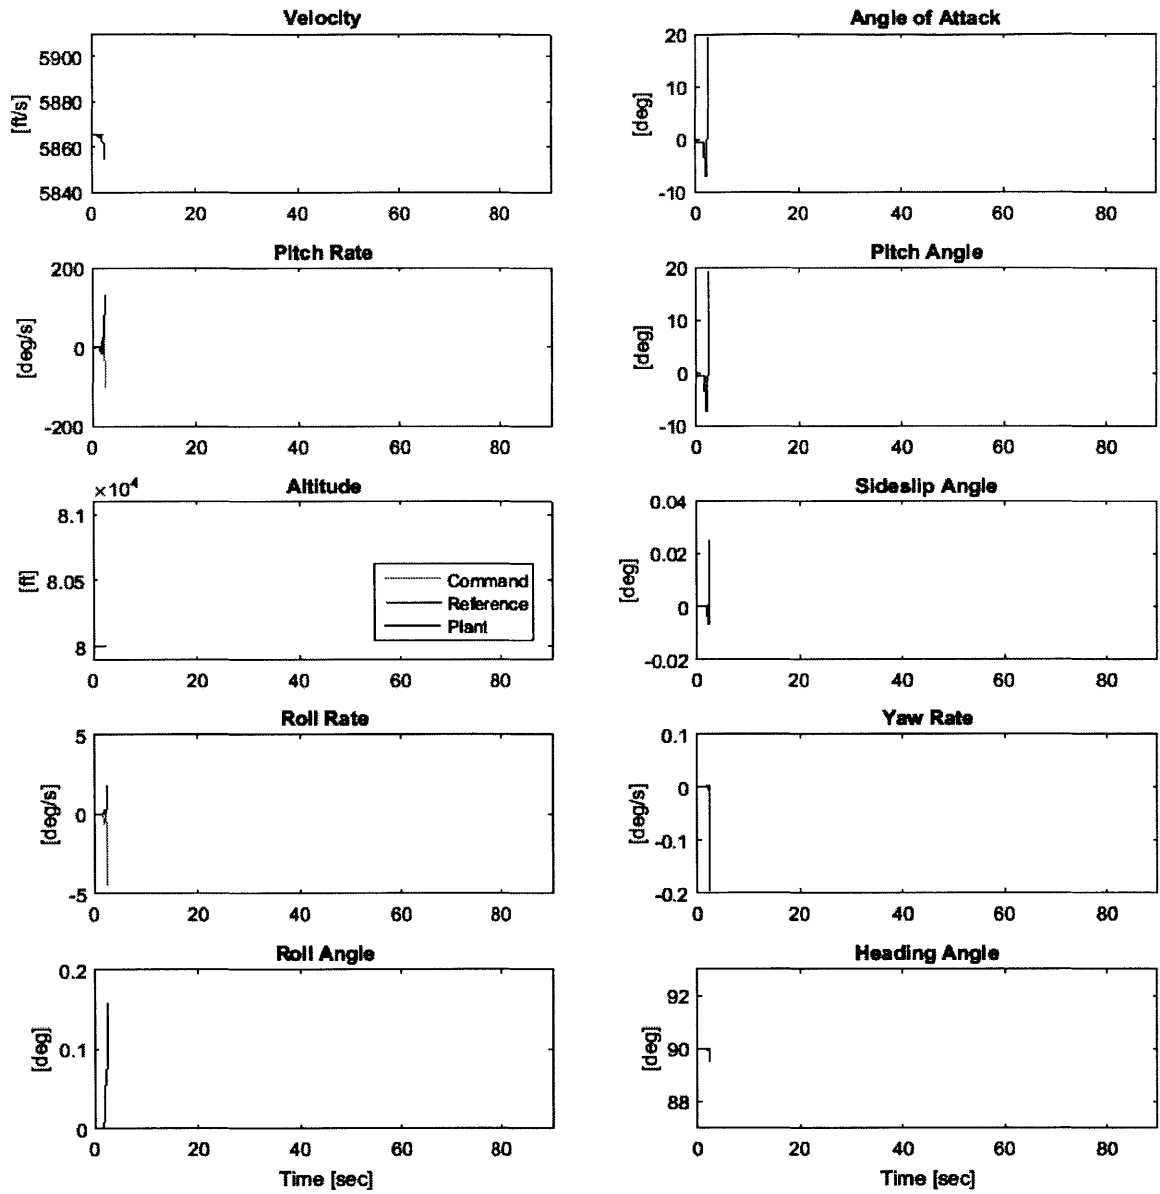 Velocity
5900
5880
5860
5840
[ft/s]
0 20 40 60 80
Angle of Attack
20
10
0
-10
[deg]
0 20 40 60 80
Pitch Rate
200
0
-200
[deg/s]
0 20 40 60 80
Pitch Angle
20
10
0
-10
[deg]
0 20 40 60 80
Altitude
×10⁴
8.1
8.05
8
[ft]
Command
Reference
Plant
0 20 40 60 80
Sideslip Angle
0.04
0.02
0
-0.02
[deg]
0 20 40 60 80
Roll Rate
5
0
-5
[deg/s]
0 20 40 60 80
Yaw Rate
0.1
0
-0.1
-0.2
[deg/s]
0 20 40 60 80
Roll Angle
0.2
0.1
0
[deg]
0 20 40 60 80
Time [sec]
Heading Angle
92
90
88
[deg]
0 20 40 60 80
Time [sec]